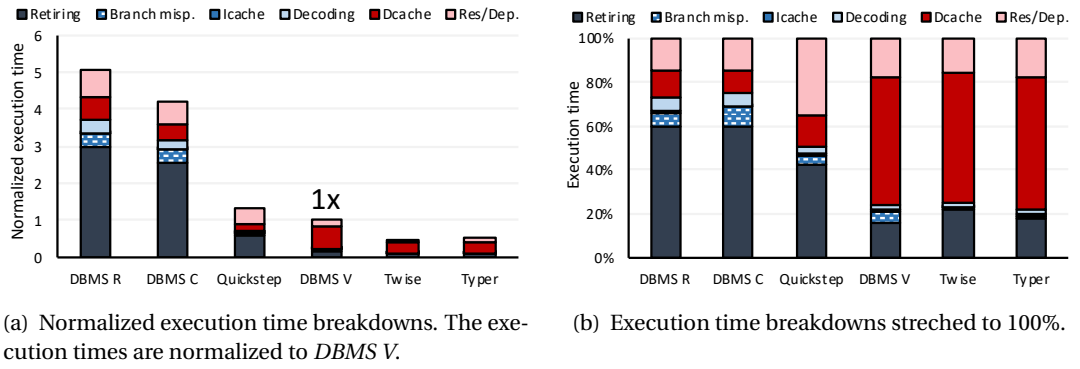 Retiring Branch misp. Icache Decoding Dcache Res/Dep.
6
5
4
3
2
1
0
Normalized execution time
1x
DBMS R DBMS C Quickstep DBMS V Twise Typer
(a) Normalized execution time breakdowns. The exe-
cution times are normalized to DBMS V.
Retiring Branch misp. Icache Decoding Dcache Res/Dep.
100%
80%
60%
40%
20%
0%
Execution time
DBMS R DBMS C Quickstep DBMS V Twise Typer
(b) Execution time breakdowns streched to 100%.